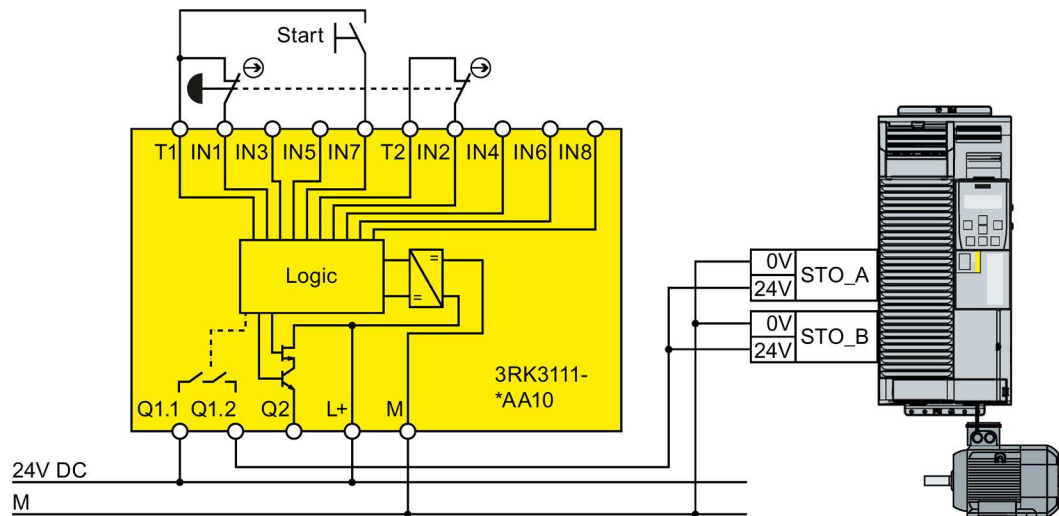 Start
T1 IN1 IN3 IN5 IN7 T2 IN2 IN4 IN6 IN8
Logic
=
=
0V
STO_A
24V
0V
STO_B
24V
3RK3111-
*AA10
Q1.1 Q1.2 Q2 L+ M
24V DC
M